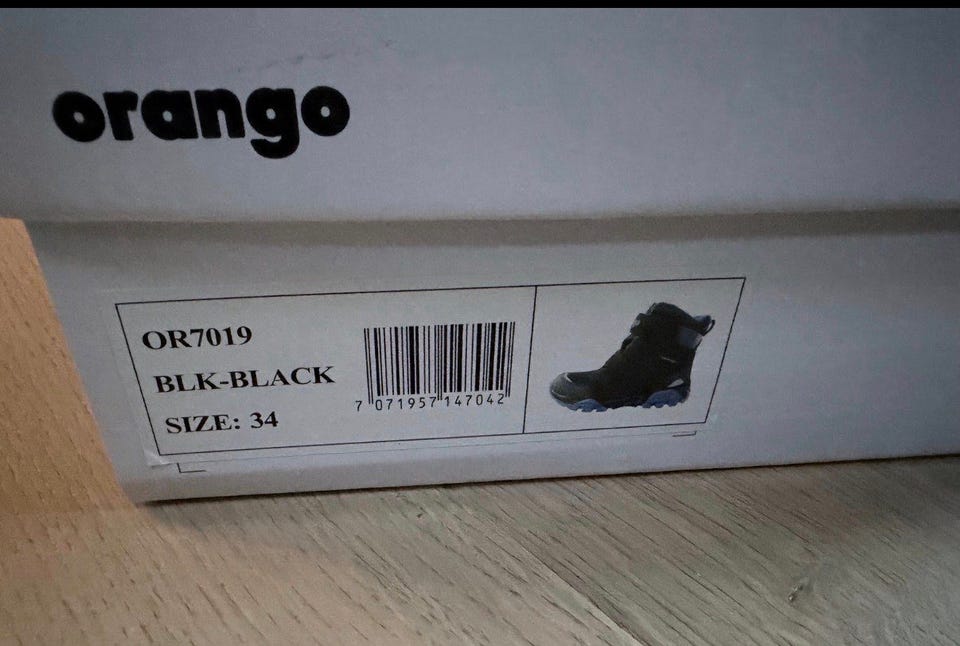 orango
OR7019
BLK-BLACK
SIZE: 34
7 071957 147042